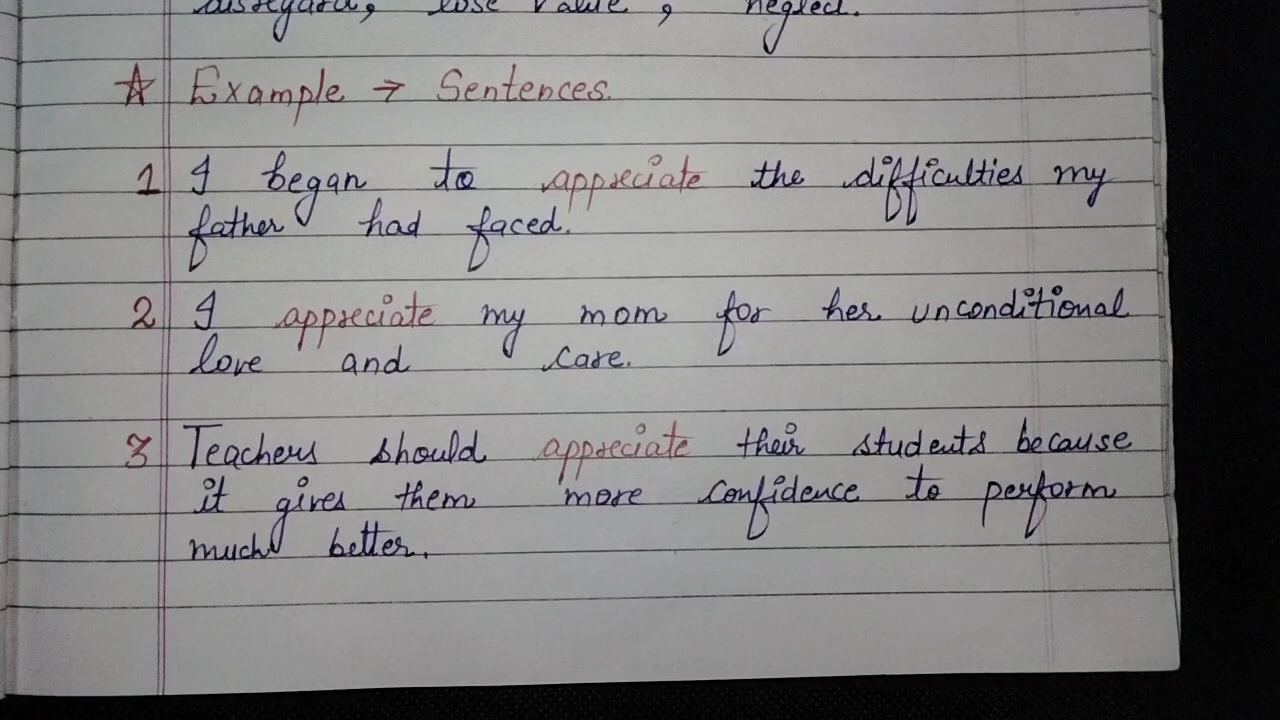 disregard, lose value, neglect.
☆ Example → Sentences.
1 I began to appreciate the difficulties my
father had faced.
2 I appreciate my mom for her unconditional
love and care.
3 Teachers should appreciate their students because
it gives them more confidence to perform
much better.